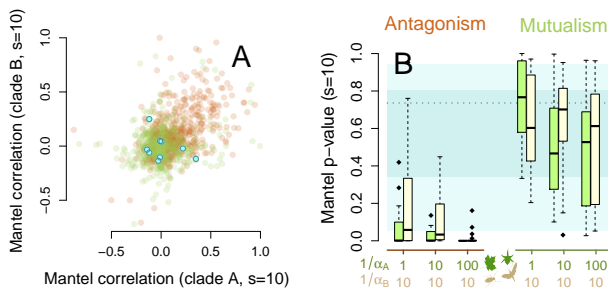 Mantel correlation (clade B, s=10)
1.0
0.5
0.0
−0.5
A
−0.5 0.0 0.5 1.0
Mantel correlation (clade A, s=10)
Antagonism Mutualism
Mantel p-value (s=10)
1.0
0.8
0.6
0.4
0.2
0.0
B
1/αA 1 10 100 1 10 100
1/αB 10 10 10 10 10 10